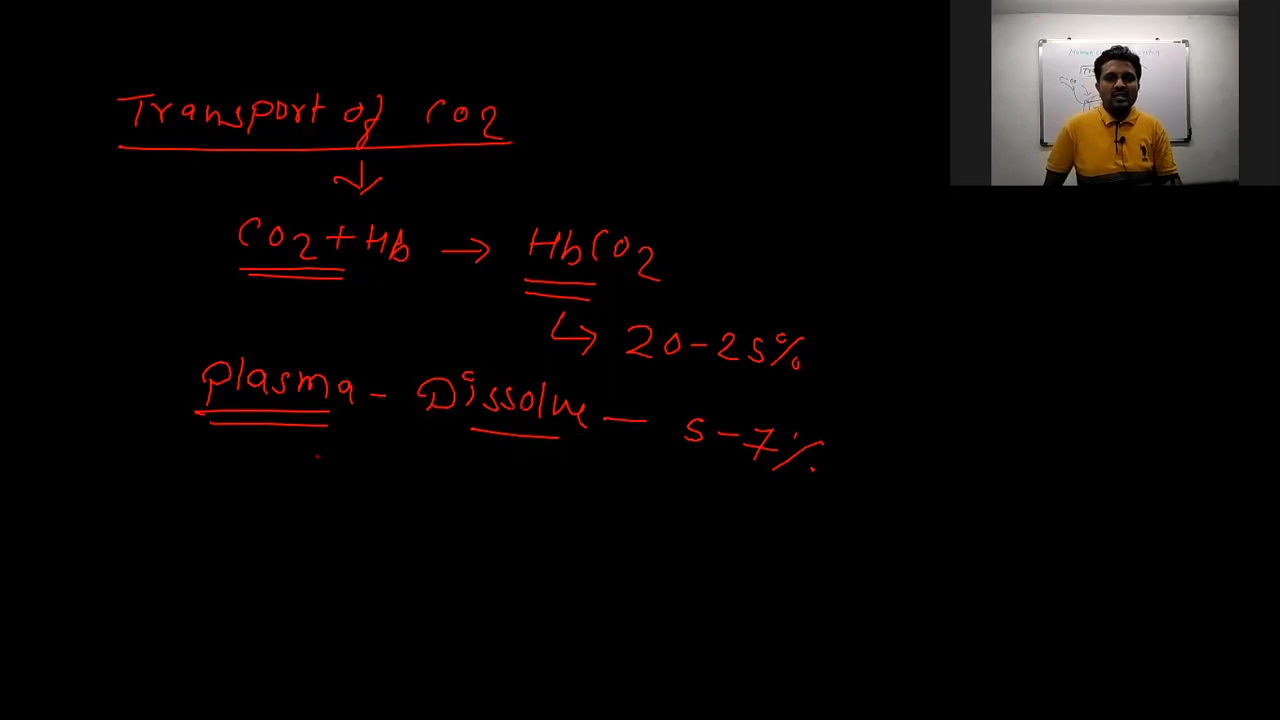 Transport of CO2
CO2 + Hb → HbCO2
↳ 20-25%
Plasma - Dissolve — 5-7%